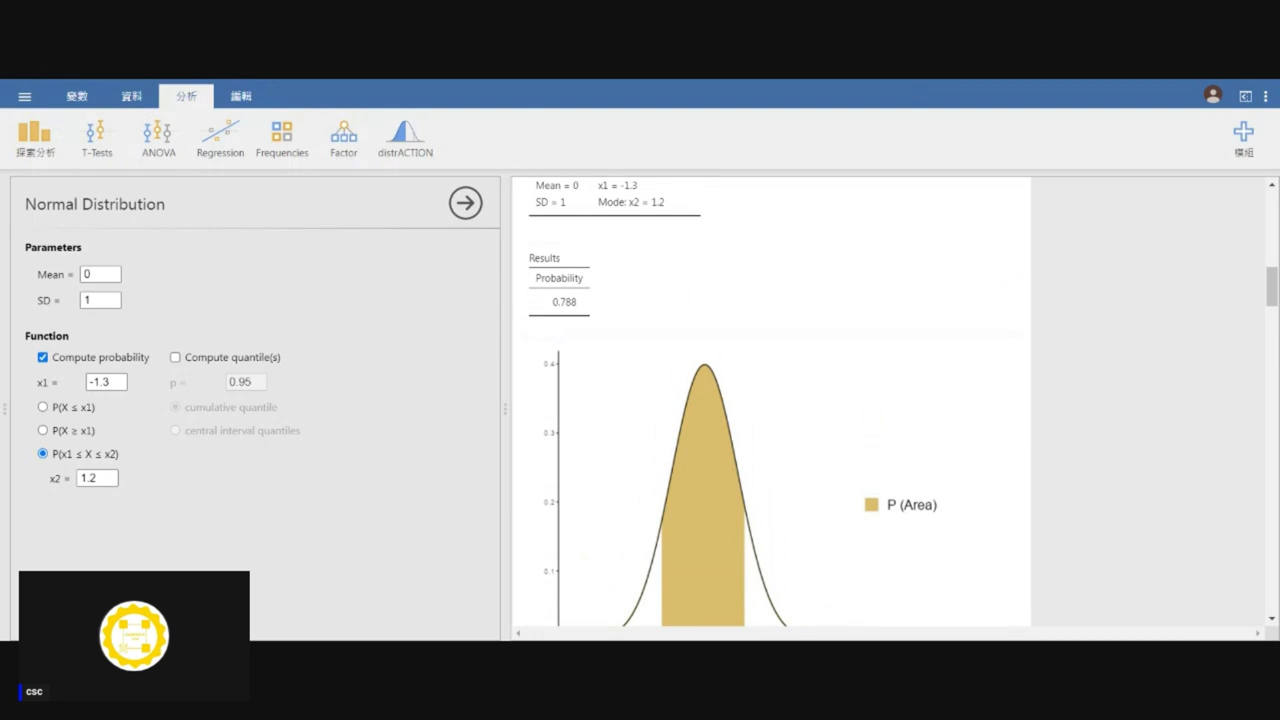 變數 資料 分析 編輯
探索分析 T-Tests ANOVA Regression Frequencies Factor distrACTION 模組
Normal Distribution
Parameters
Mean = 0
SD = 1
Function
Compute probability Compute quantile(s)
x1 = -1.3 p = 0.95
P(X ≤ x1) cumulative quantile
P(X ≥ x1) central interval quantiles
P(x1 ≤ X ≤ x2)
x2 = 1.2
Mean = 0 x1 = -1.3
SD = 1 Mode: x2 = 1.2
Results
Probability
0.788
0.4
0.3
0.2
0.1
P (Area)
csc